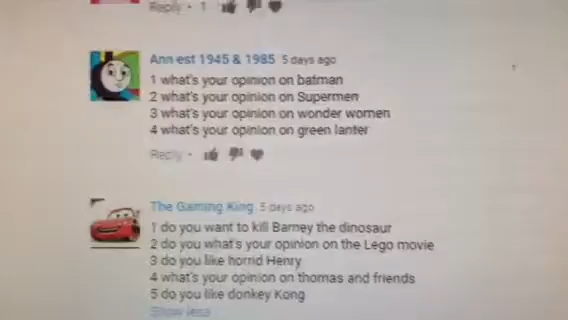 Reply • 1
Ann est 1945 & 1985 5 days ago
1 what's your opinion on batman
2 what's your opinion on Supermen
3 what's your opinion on wonder women
4 what's your opinion on green lanter
Reply •
The Gaming King 5 days ago
1 do you want to kill Barney the dinosaur
2 do you what's your opinion on the Lego movie
3 do you like horrid Henry
4 what's your opinion on thomas and friends
5 do you like donkey Kong
Show less